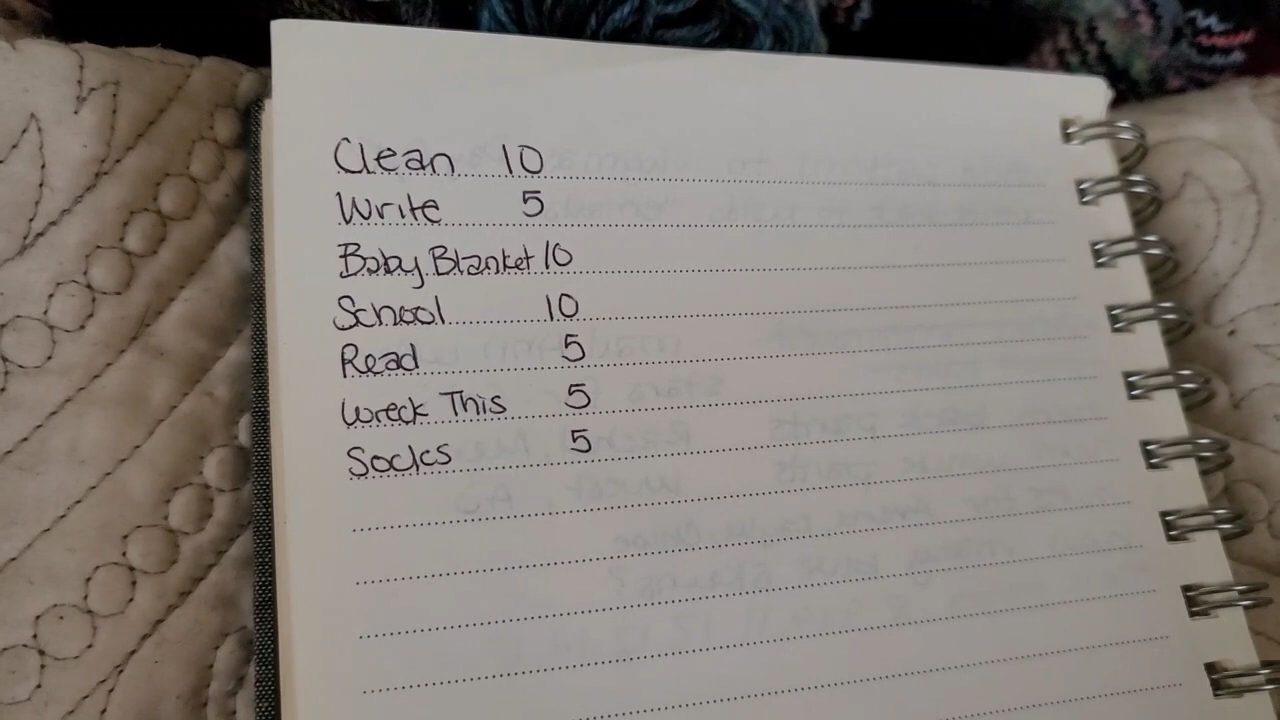 Clean 10
Write 5
Baby Blanket 10
School 10
Read 5
Wreck This 5
Socks 5